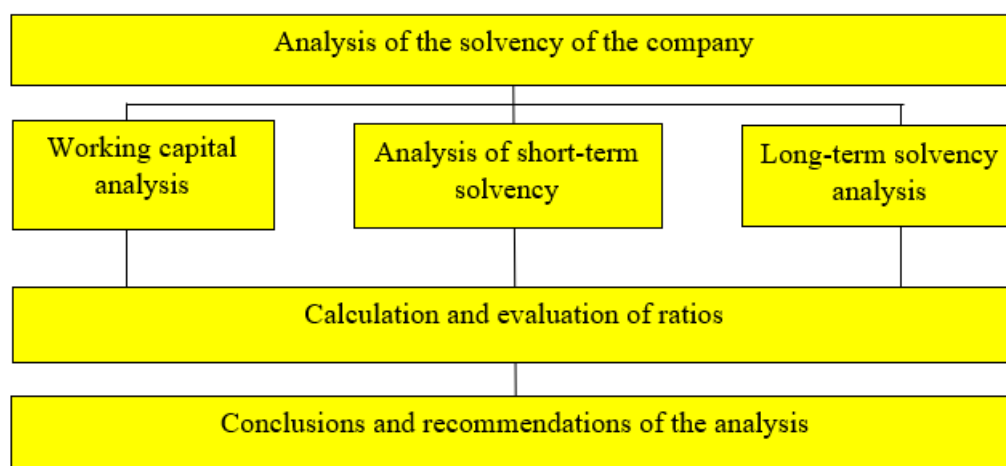 Analysis of the solvency of the company
Working capital
analysis
Analysis of short-term
solvency
Long-term solvency
analysis
Calculation and evaluation of ratios
Conclusions and recommendations of the analysis